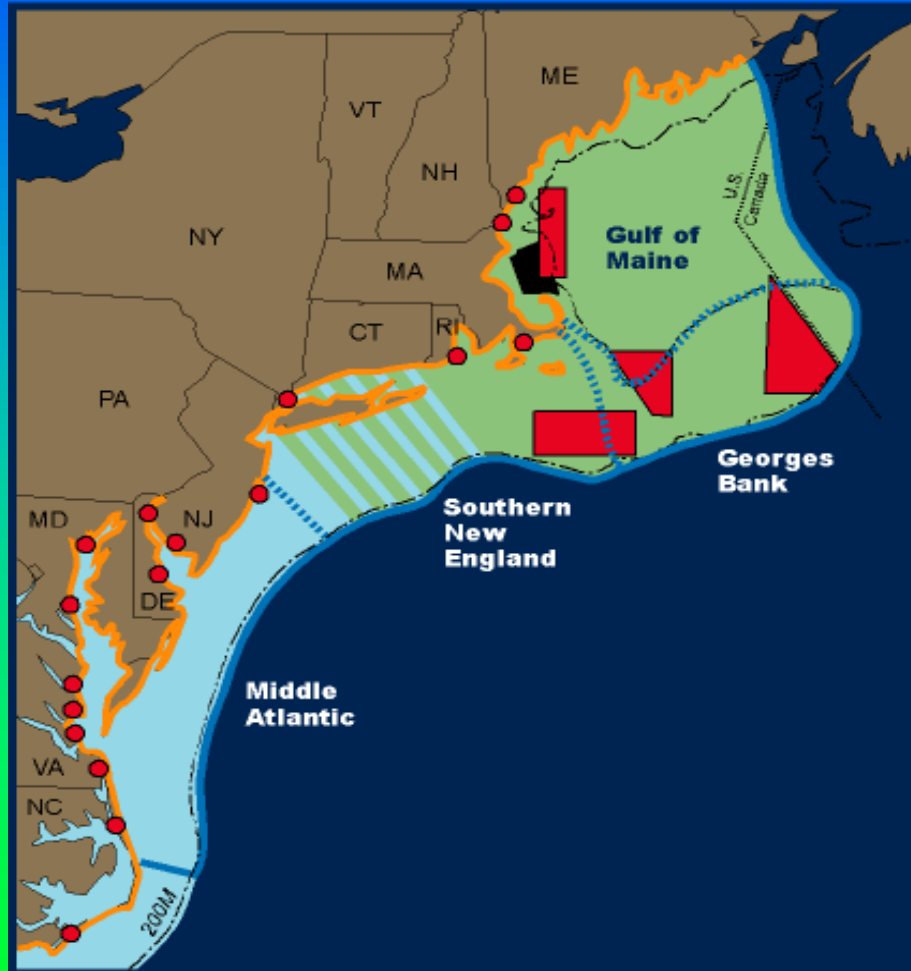 ME
VT
NH
NY
U.S.
Canada
Gulf of
Maine
MA
CT
RI
PA
Georges
Bank
Southern
New
England
MD
NJ
DE
Middle
Atlantic
VA
NC
200M